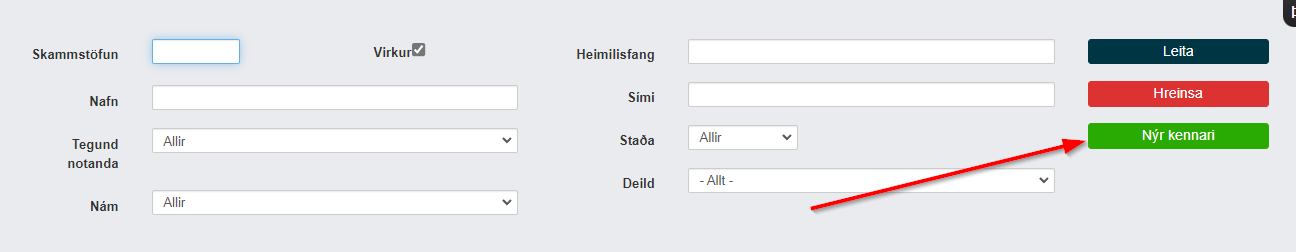 Skammstöfun
Virkur
Heimilisfang
Leita
Nafn
Sími
Hreinsa
Tegund
notanda
Allir
Staða
Allir
Nýr kennari
Deild
- Allt -
Nám
Allir